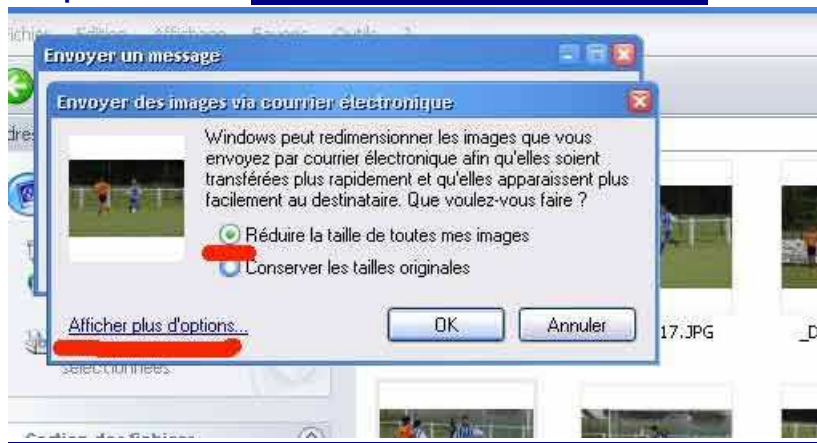 Envoyer un message
Envoyer des images via courrier électronique
Windows peut redimensionner les images que vous
envoyez par courrier électronique afin qu'elles soient
transférées plus rapidement et qu'elles apparaissent plus
facilement au destinataire. Que voulez-vous faire ?
Réduire la taille de toutes mes images
Conserver les tailles originales
Afficher plus d'options...
OK
Annuler
17.JPG
_D
sélectionnées